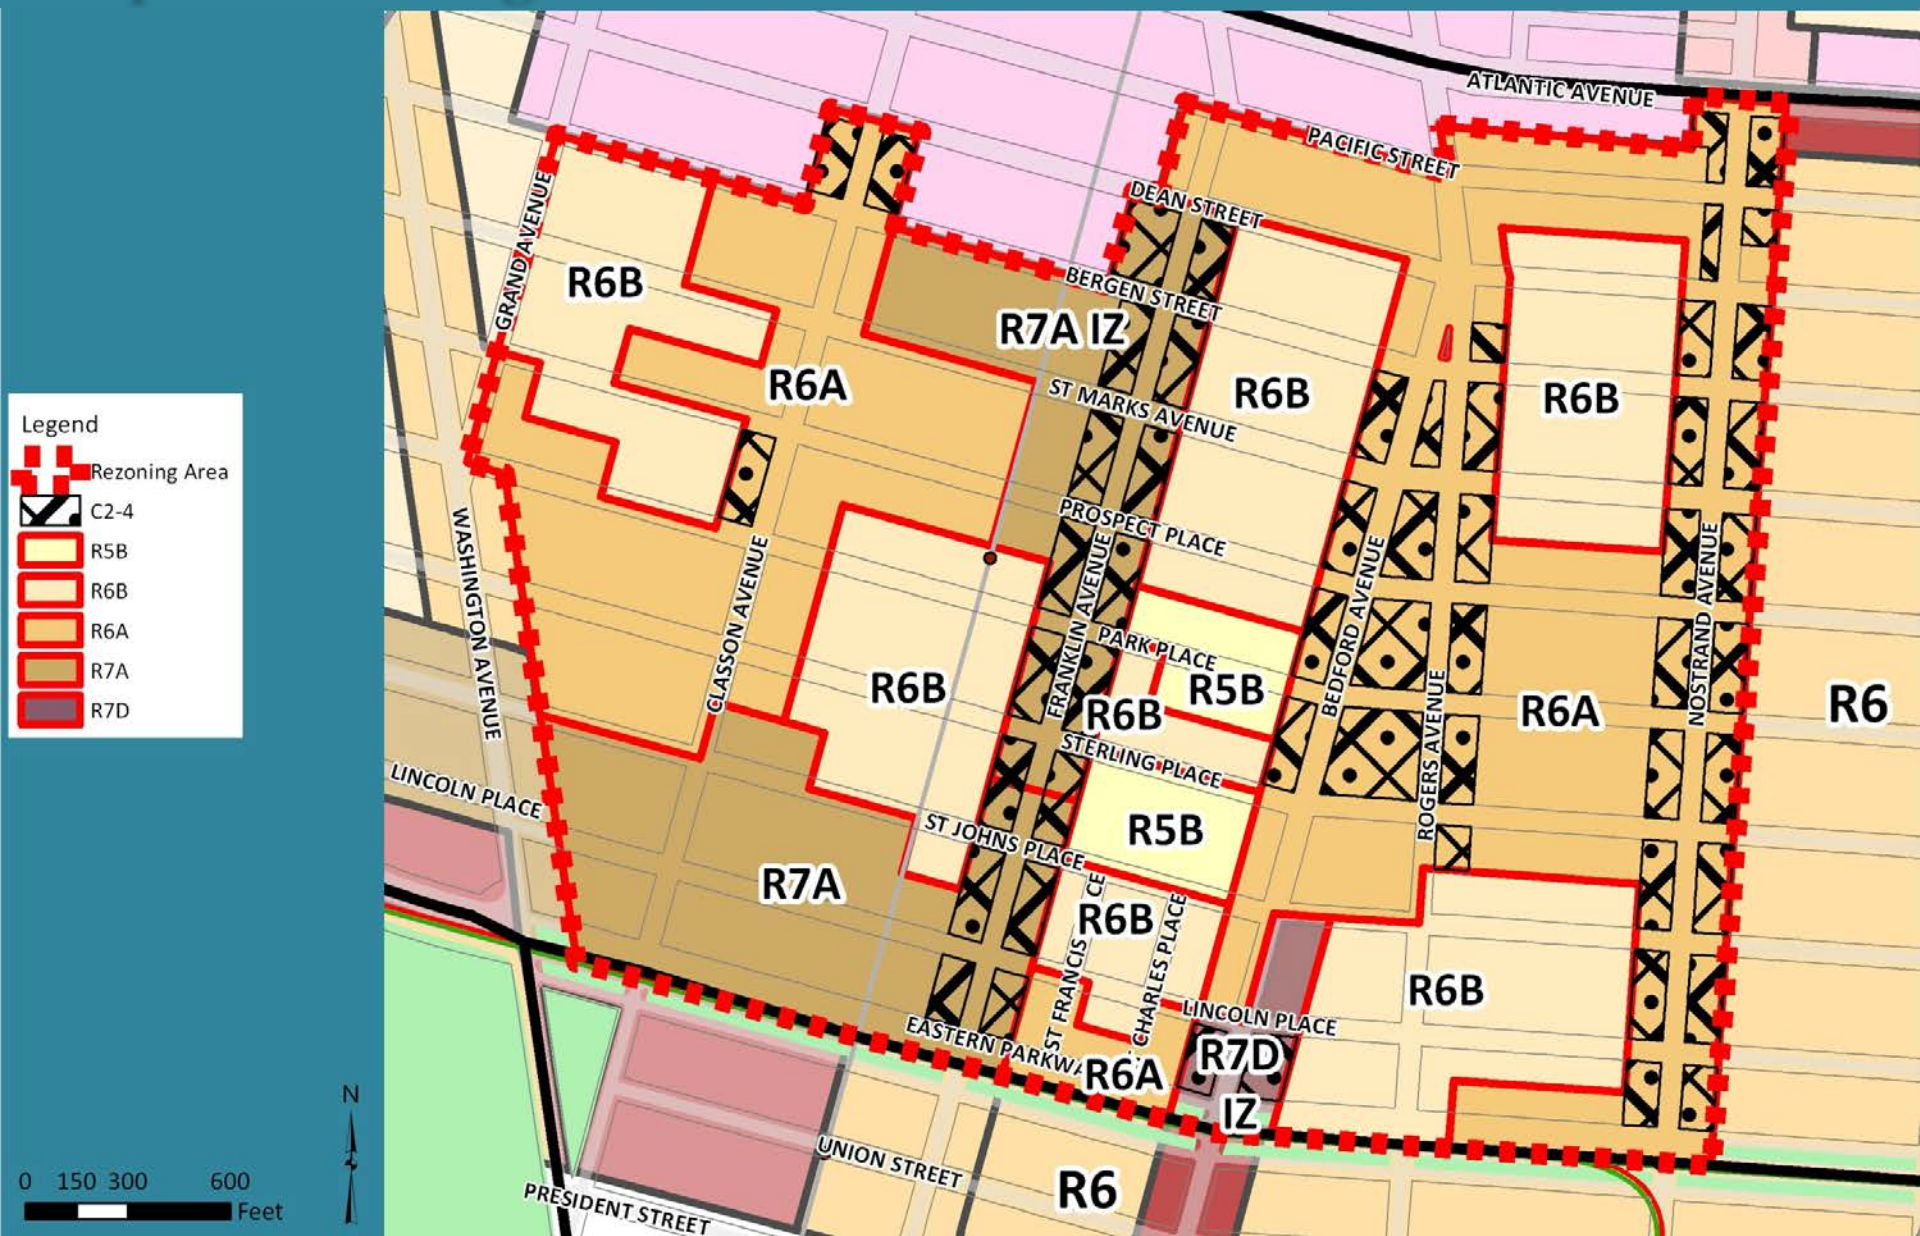 ATLANTIC AVENUE
PACIFIC STREET
DEAN STREET
GRAND AVENUE
R6B
BERGEN STREET
R7A IZ
R6A
R6B
R6B
ST MARKS AVENUE
Legend
Rezoning Area
C2-4
R5B
R6B
R6A
R7A
R7D
WASHINGTON AVENUE
CLASSON AVENUE
PROSPECT PLACE
FRANKLIN AVENUE
PARK PLACE
R6B
R5B
R6B
BEDFORD AVENUE
ROGERS AVENUE
R6A
NOSTRAND AVENUE
R6
STERLING PLACE
LINCOLN PLACE
ST JOHNS PLACE
R5B
R7A
R6B
ST FRANCIS
CHARLES PLACE
R6B
LINCOLN PLACE
EASTERN PARKWA
R6A
R7D
IZ
N
0 150 300 600
Feet
UNION STREET
PRESIDENT STREET
R6